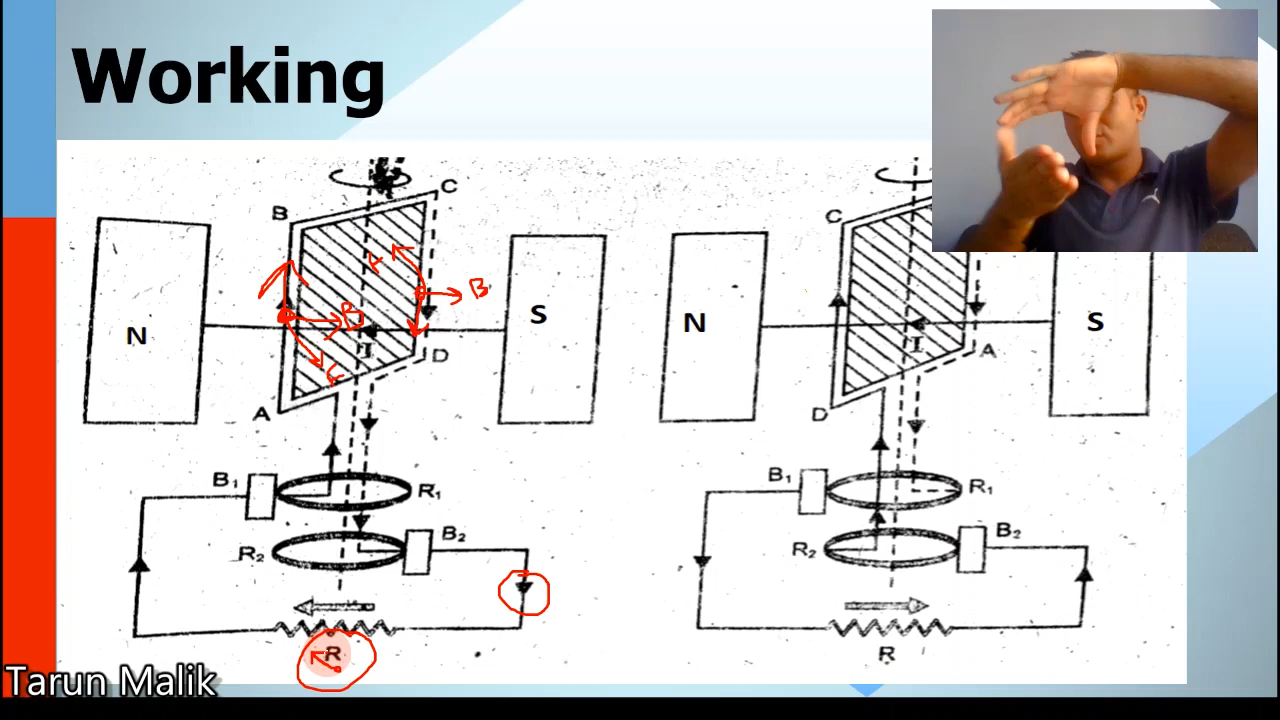 Working
C
B
N
B
B
I
S
D
A
B₁
R₁
B₂
R₂
R
C
N
I
S
A
D
B₁
R₁
B₂
R₂
R
Tarun Malik